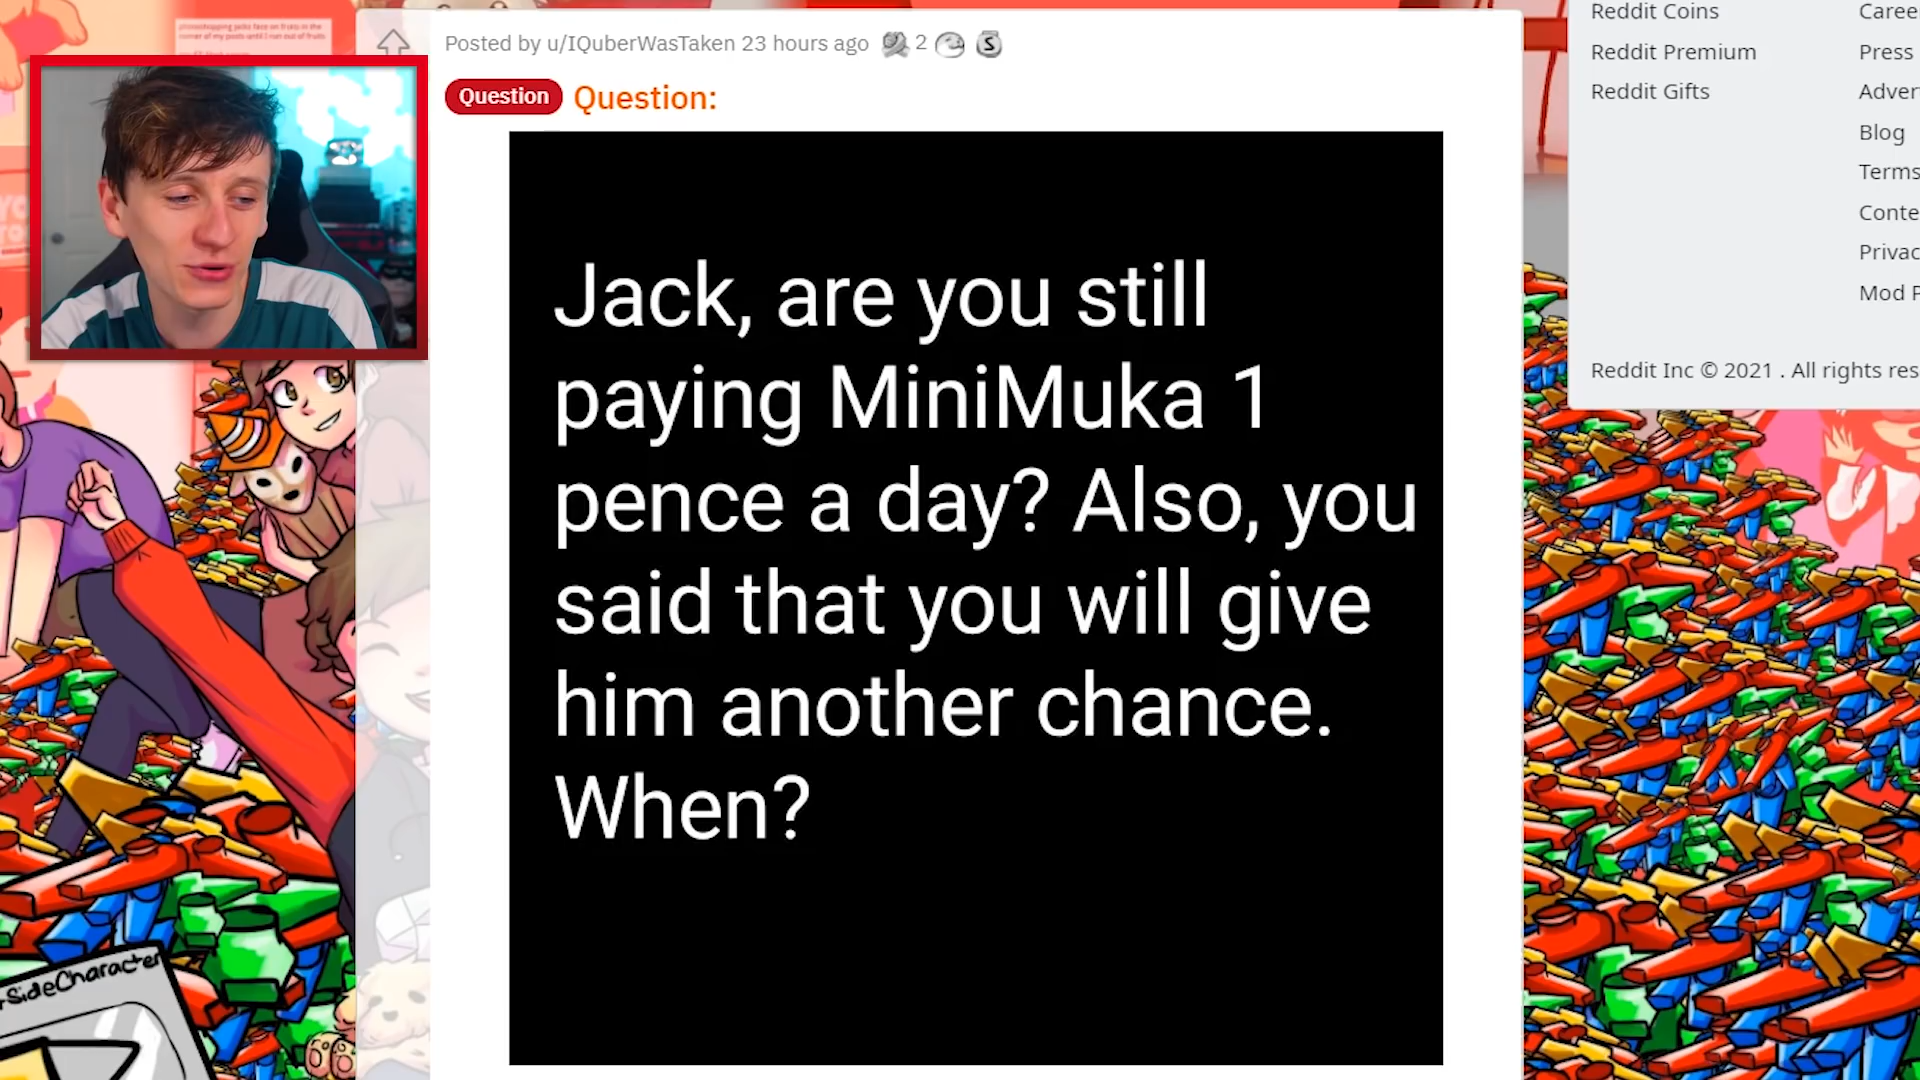 Posted by u/IQuberWasTaken 23 hours ago 2
Question Question:
Jack, are you still
paying MiniMuka 1
pence a day? Also, you
said that you will give
him another chance.
When?
Reddit Coins
Reddit Premium
Reddit Gifts
Press
Blog
Terms
Reddit Inc © 2021 . All rights
SideCharacter